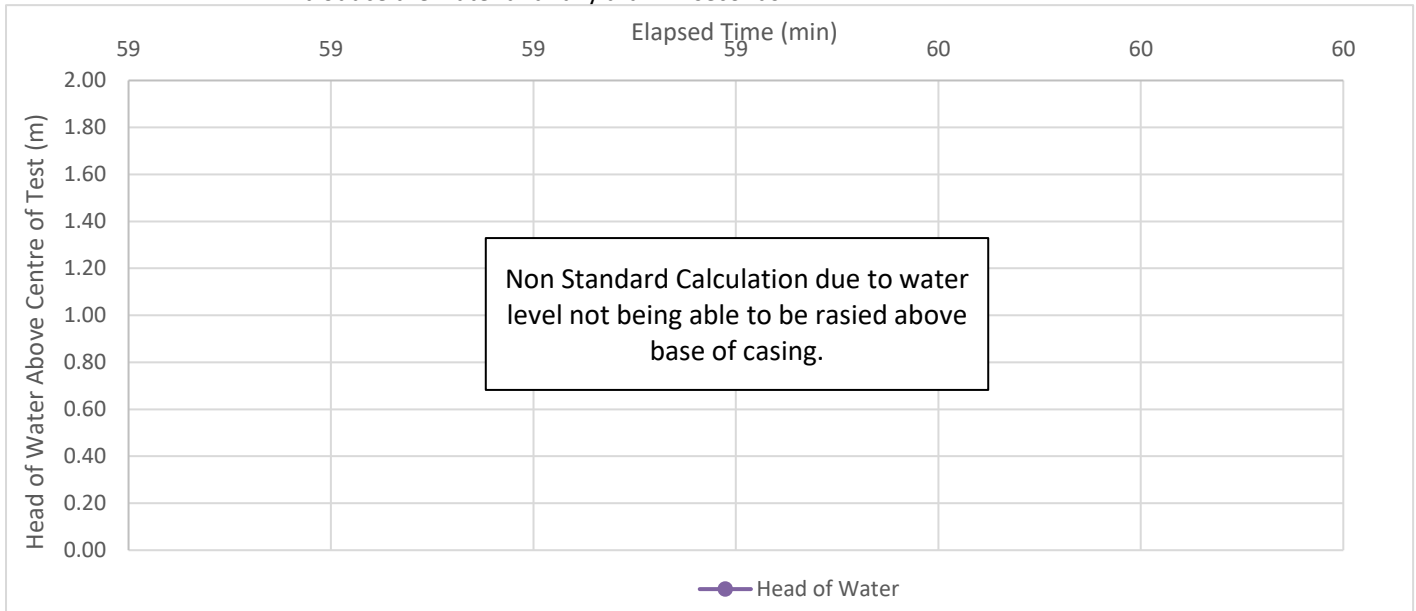 Elapsed Time (min)
59 59 59 59 60 60 60
2.00
1.80
1.60
1.40
1.20
1.00
0.80
0.60
0.40
0.20
0.00
Head of Water Above Centre of Test (m)
Non Standard Calculation due to water
level not being able to be rasied above
base of casing.
Head of Water